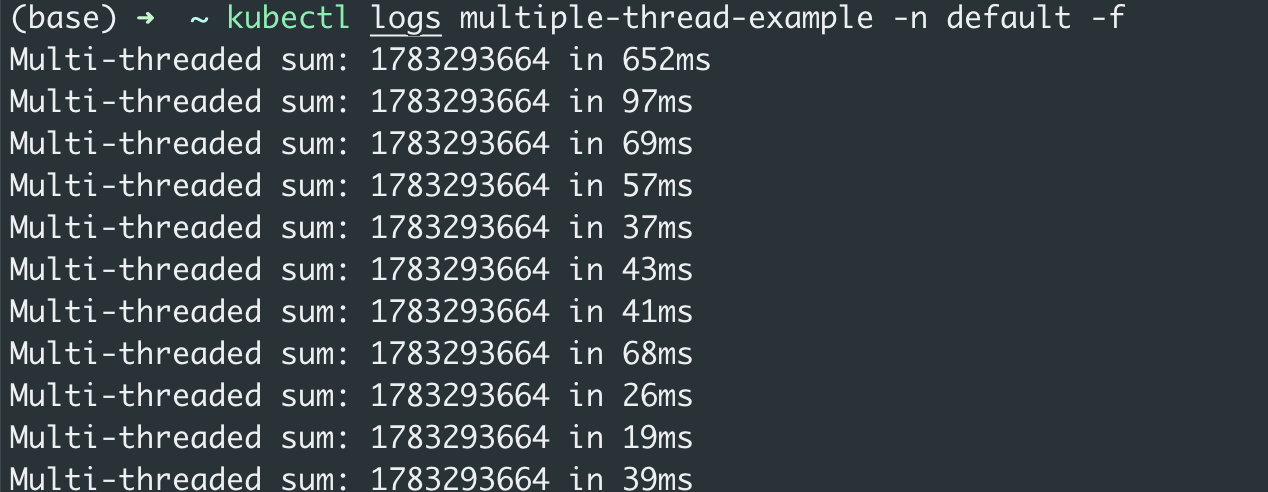 (base) ➜  ~ kubectl logs multiple-thread-example -n default -f
Multi-threaded sum: 1783293664 in 652ms
Multi-threaded sum: 1783293664 in 97ms
Multi-threaded sum: 1783293664 in 69ms
Multi-threaded sum: 1783293664 in 57ms
Multi-threaded sum: 1783293664 in 37ms
Multi-threaded sum: 1783293664 in 43ms
Multi-threaded sum: 1783293664 in 41ms
Multi-threaded sum: 1783293664 in 68ms
Multi-threaded sum: 1783293664 in 26ms
Multi-threaded sum: 1783293664 in 19ms
Multi-threaded sum: 1783293664 in 39ms